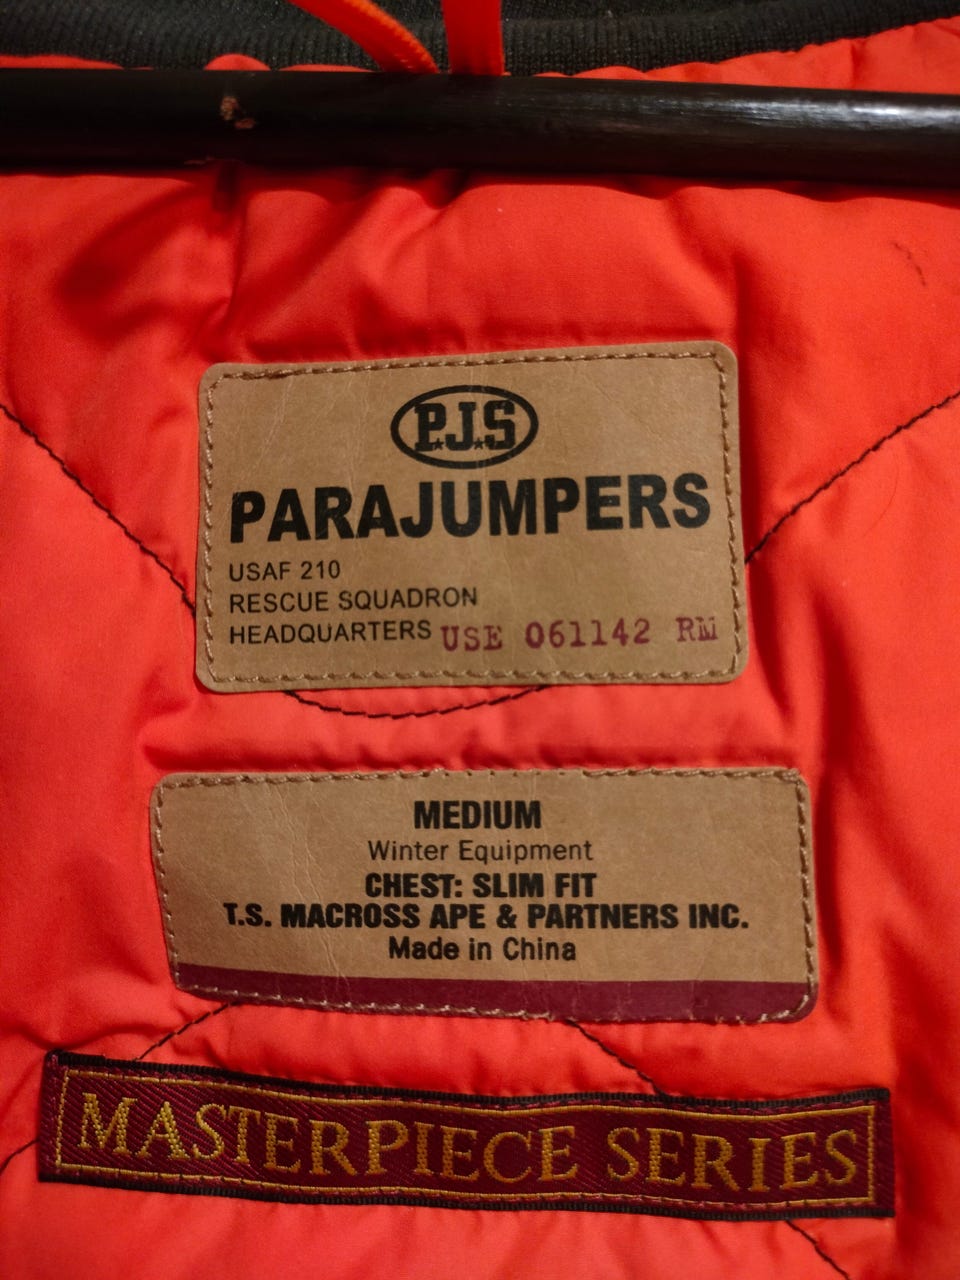 P.J.S
PARAJUMPERS
USAF 210
RESCUE SQUADRON
HEADQUARTERS USE 061142 RM
MEDIUM
Winter Equipment
CHEST: SLIM FIT
T.S. MACROSS APE & PARTNERS INC.
Made in China
MASTERPIECE SERIES